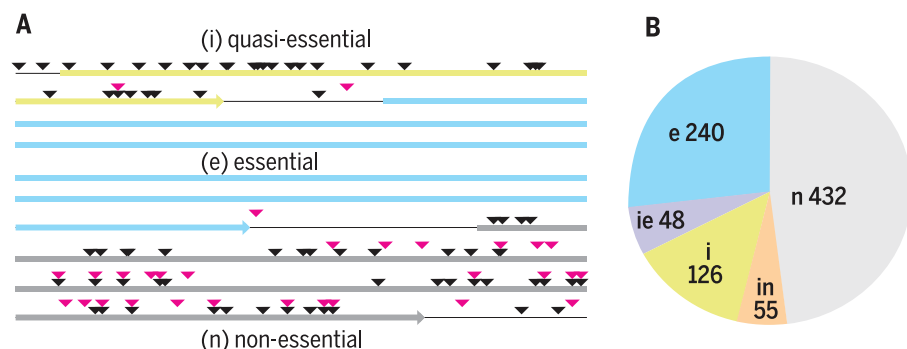 A
(i) quasi-essential
(e) essential
(n) non-essential
B
e 240
n 432
ie 48
i
126
in
55